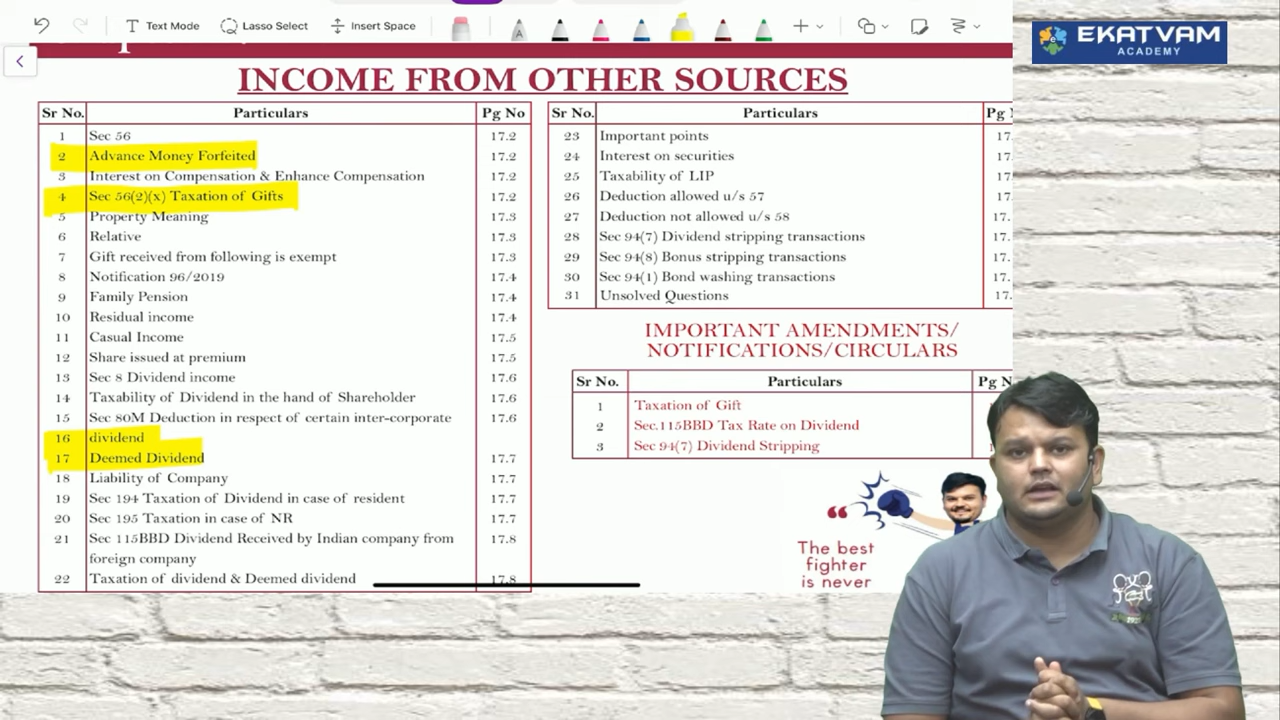 Text Mode
Lasso Select
Insert Space
EKATVAM
ACADEMY
INCOME FROM OTHER SOURCES
Sr No. Particulars Pg No
1 Sec 56 17.2
2 Advance Money Forfeited 17.2
3 Interest on Compensation & Enhance Compensation 17.2
4 Sec 56(2)(x) Taxation of Gifts 17.2
5 Property Meaning 17.3
6 Relative 17.3
7 Gift received from following is exempt 17.3
8 Notification 96/2019 17.4
9 Family Pension 17.4
10 Residual income 17.4
11 Casual Income 17.5
12 Share issued at premium 17.5
13 Sec 8 Dividend income 17.6
14 Taxability of Dividend in the hand of Shareholder 17.6
15 Sec 80M Deduction in respect of certain inter-corporate 17.6
16 dividend
17 Deemed Dividend 17.7
18 Liability of Company 17.7
19 Sec 194 Taxation of Dividend in case of resident 17.7
20 Sec 195 Taxation in case of NR 17.7
21 Sec 115BBD Dividend Received by Indian company from 17.8
foreign company
22 Taxation of dividend & Deemed dividend 17.8
Sr No. Particulars Pg
23 Important points 17
24 Interest on securities 17.
25 Taxability of LIP 17.
26 Deduction allowed u/s 57 17
27 Deduction not allowed u/s 58 17.
28 Sec 94(7) Dividend stripping transactions 17.
29 Sec 94(8) Bonus stripping transactions 17.
30 Sec 94(1) Bond washing transactions 17.
31 Unsolved Questions 17.
IMPORTANT AMENDMENTS/
NOTIFICATIONS/CIRCULARS
Sr No. Particulars Pg N
1 Taxation of Gift
2 Sec.115BBD Tax Rate on Dividend
3 Sec 94(7) Dividend Stripping
The best
fighter
is never